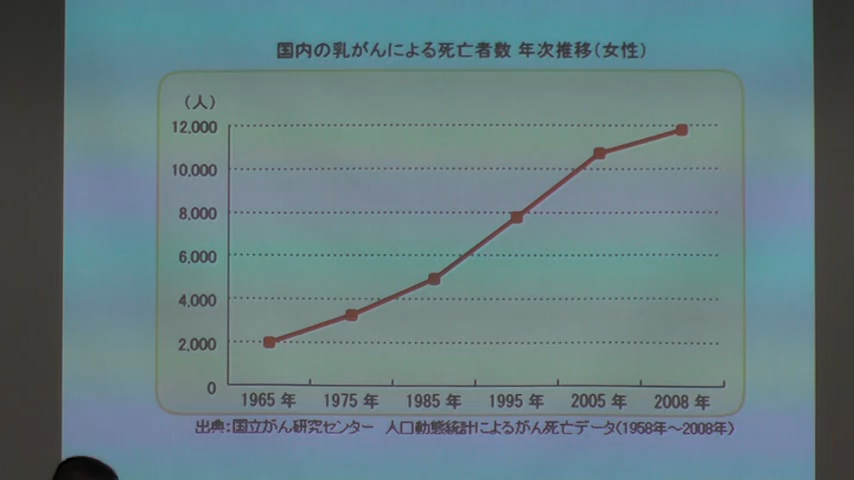 国内の乳がんによる死亡者数 年次推移(女性)
(人)
12,000
10,000
8,000
6,000
4,000
2,000
0
1965年 1975年 1985年 1995年 2005年 2008年
出典:国立がん研究センター 人口動態統計によるがん死亡データ(1958年～2008年)